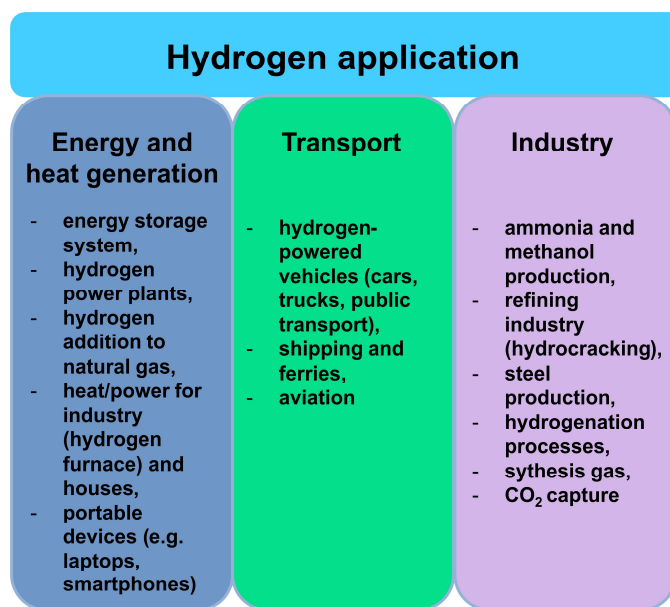 Hydrogen application
Energy and
heat generation
- energy storage
system,
- hydrogen
power plants,
- hydrogen
addition to
natural gas,
- heat/power for
industry
(hydrogen
furnace) and
houses,
- portable
devices (e.g.
laptops,
smartphones)
Transport
- hydrogen-
powered
vehicles (cars,
trucks, public
transport),
- shipping and
ferries,
- aviation
Industry
- ammonia and
methanol
production,
- refining
industry
(hydrocracking),
- steel
production,
- hydrogenation
processes,
- sythesis gas,
- CO₂ capture